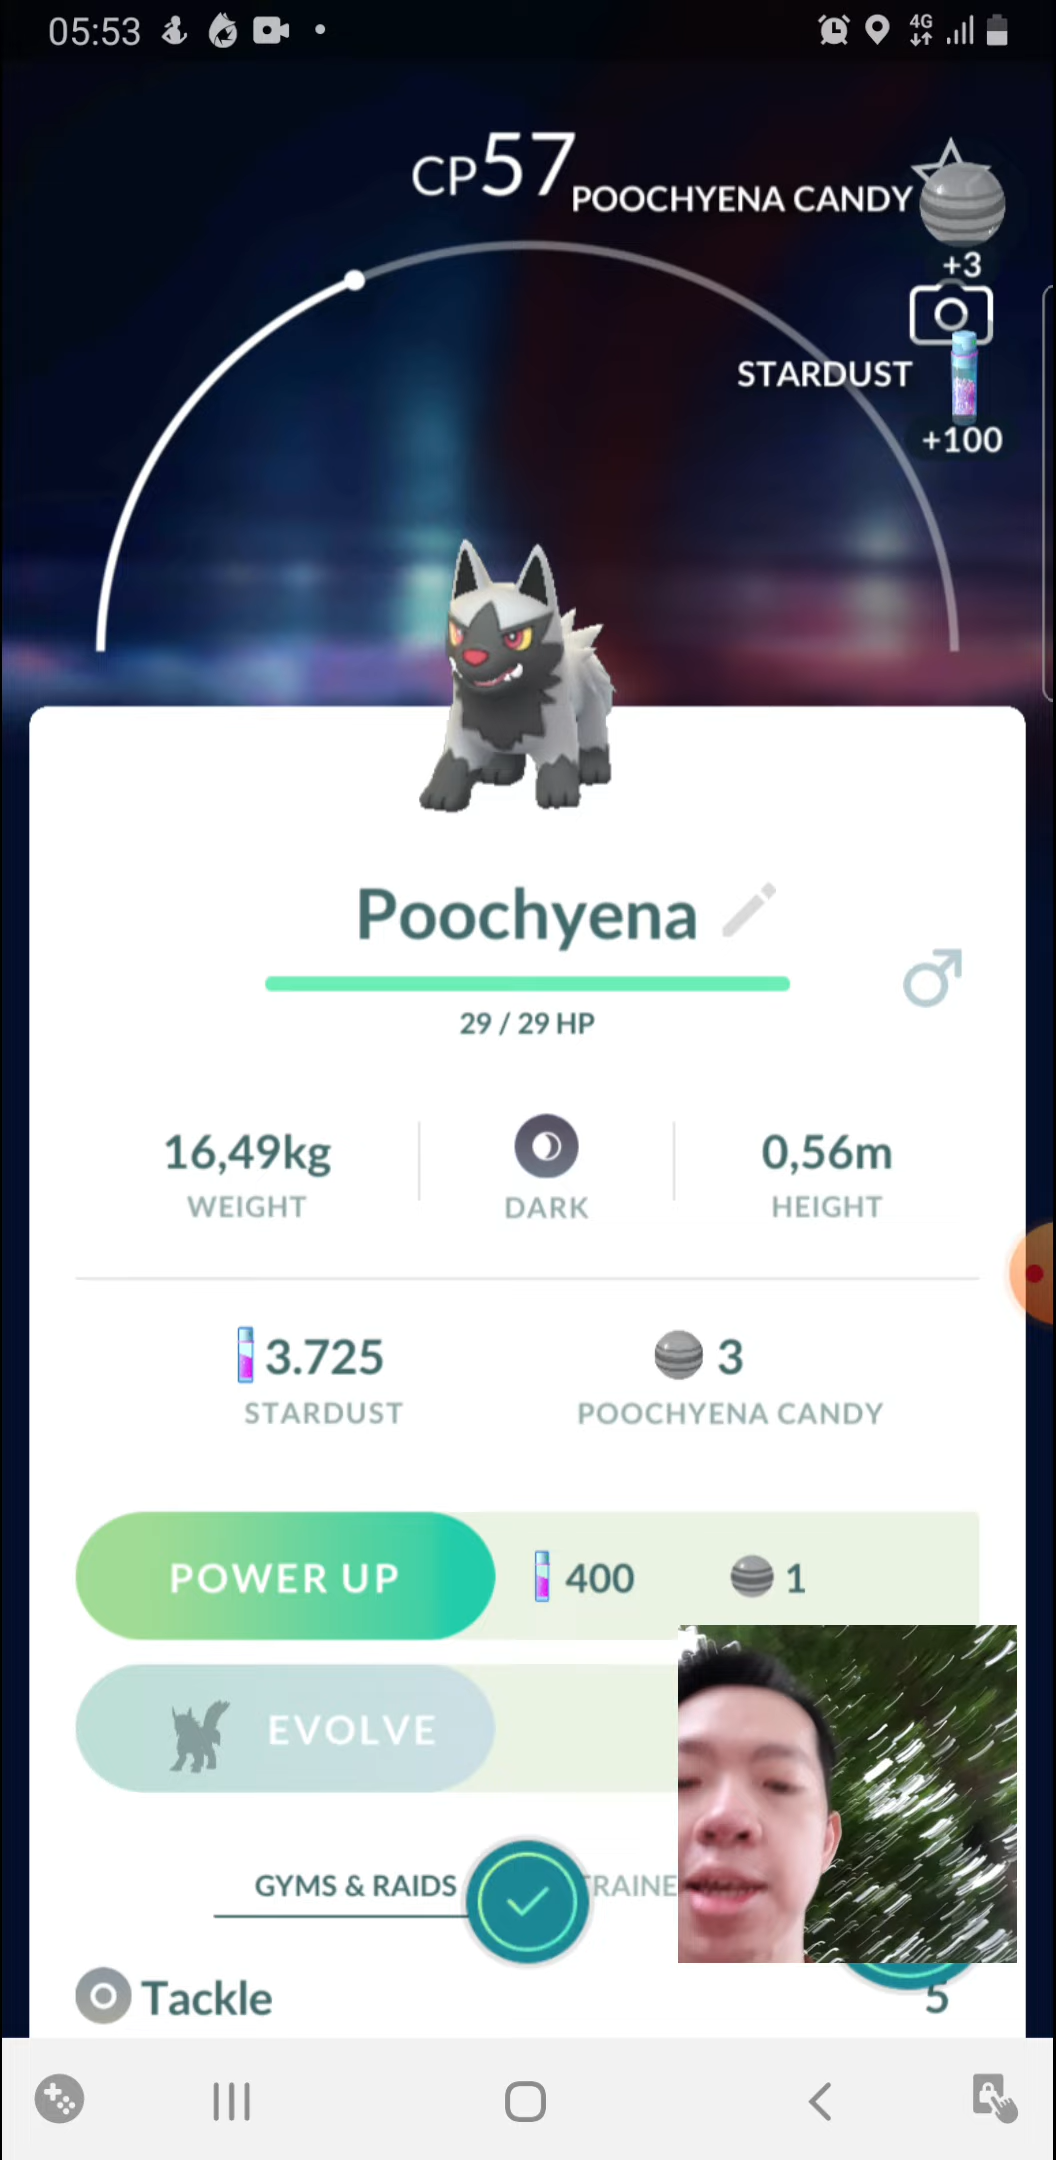 05:53
4G
CP57
POOCHYENA CANDY
+3
STARDUST
+100
Poochyena
29 / 29 HP
16,49kg
WEIGHT
DARK
0,56m
HEIGHT
3.725
STARDUST
3
POOCHYENA CANDY
POWER UP
400
1
EVOLVE
GYMS & RAIDS
TRAINE
Tackle
5